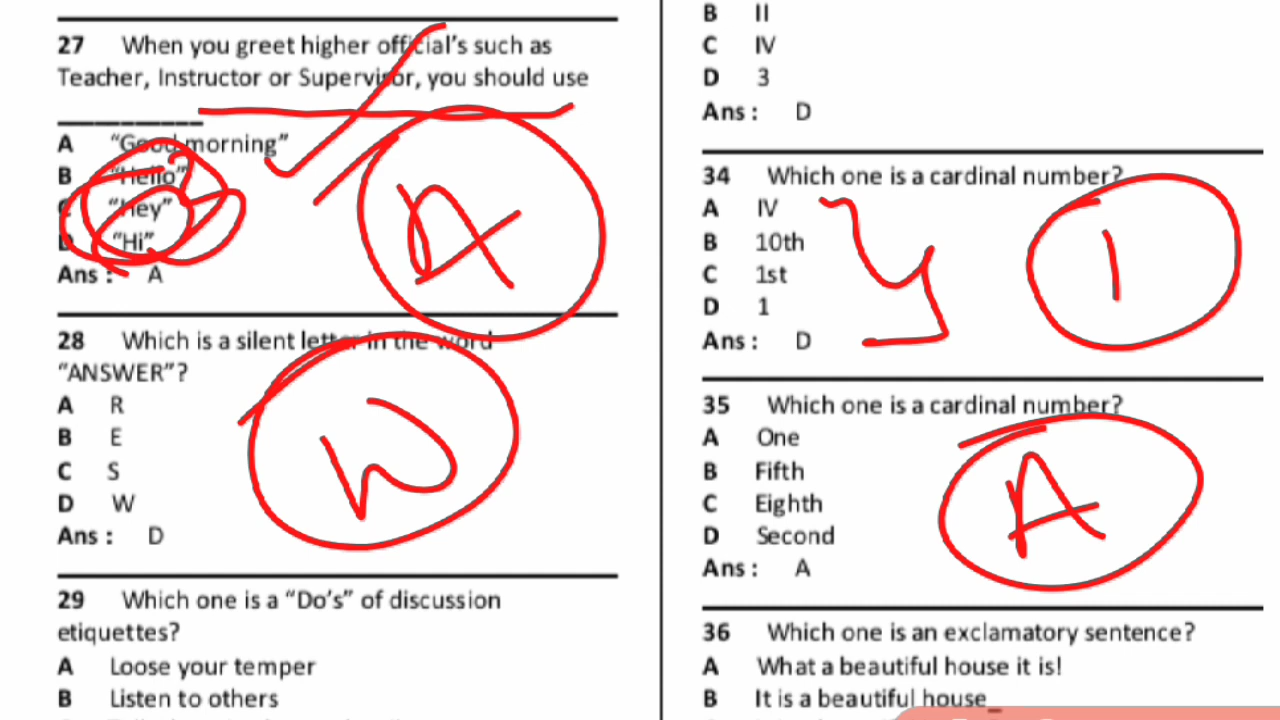 27 When you greet higher official's such as
Teacher, Instructor or Supervisor, you should use
__________
A "Good morning"
B "Hello"
C "Hey"
D "Hi"
Ans : A
A
28 Which is a silent letter in the word
"ANSWER"?
A R
B E
C S
D W
Ans : D
W
29 Which one is a "Do's" of discussion
etiquettes?
A Loose your temper
B Listen to others
B II
C IV
D 3
Ans : D
34 Which one is a cardinal number?
A IV
B 10th
C 1st
D 1
Ans : D
1
35 Which one is a cardinal number?
A One
B Fifth
C Eighth
D Second
Ans : A
A
36 Which one is an exclamatory sentence?
A What a beautiful house it is!
B It is a beautiful house_